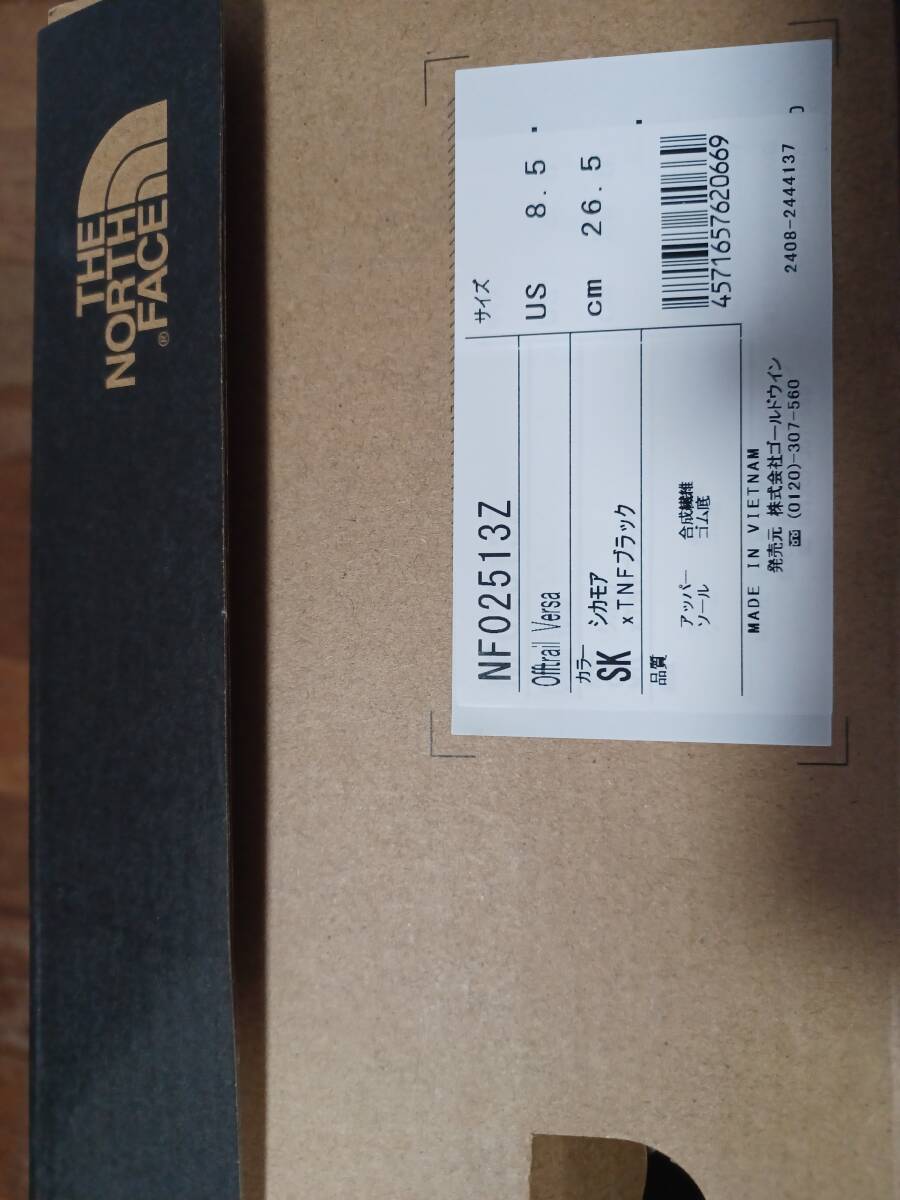 THE
NORTH
FACE®
NF02513Z
サイズ
Offtrail Versa
US 8.5
カラー
SK シカモア
xTNFブラック
cm 26.5
品質
アッパー 合成繊維
ソール ゴム底
4571657620669
MADE IN VIETNAM
発売元 株式会社ゴールドウイン
(0120)-307-560
2408-2444137